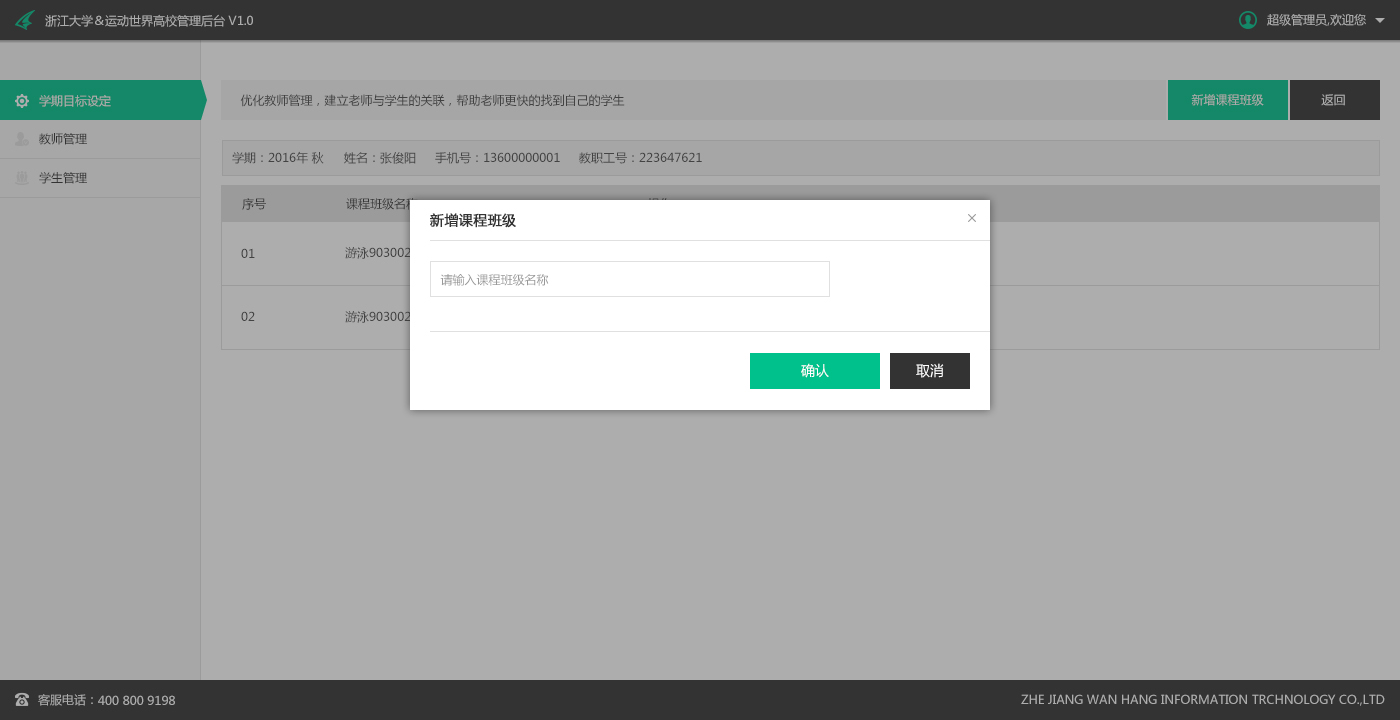 浙江大学&运动世界高校管理后台 V1.0
超级管理员,欢迎您
学期目标设定
教师管理
学生管理
优化教师管理，建立老师与学生的关联，帮助老师更快的找到自己的学生
新增课程班级
返回
学期：2016年 秋 姓名：张俊阳 手机号：13600000001 教职工号：223647621
序号 课程班级名称
01 游泳903002
02 游泳903002
新增课程班级
×
请输入课程班级名称
确认
取消
客服电话：400 800 9198
ZHE JIANG WAN HANG INFORMATION TRCHNOLOGY CO.,LTD